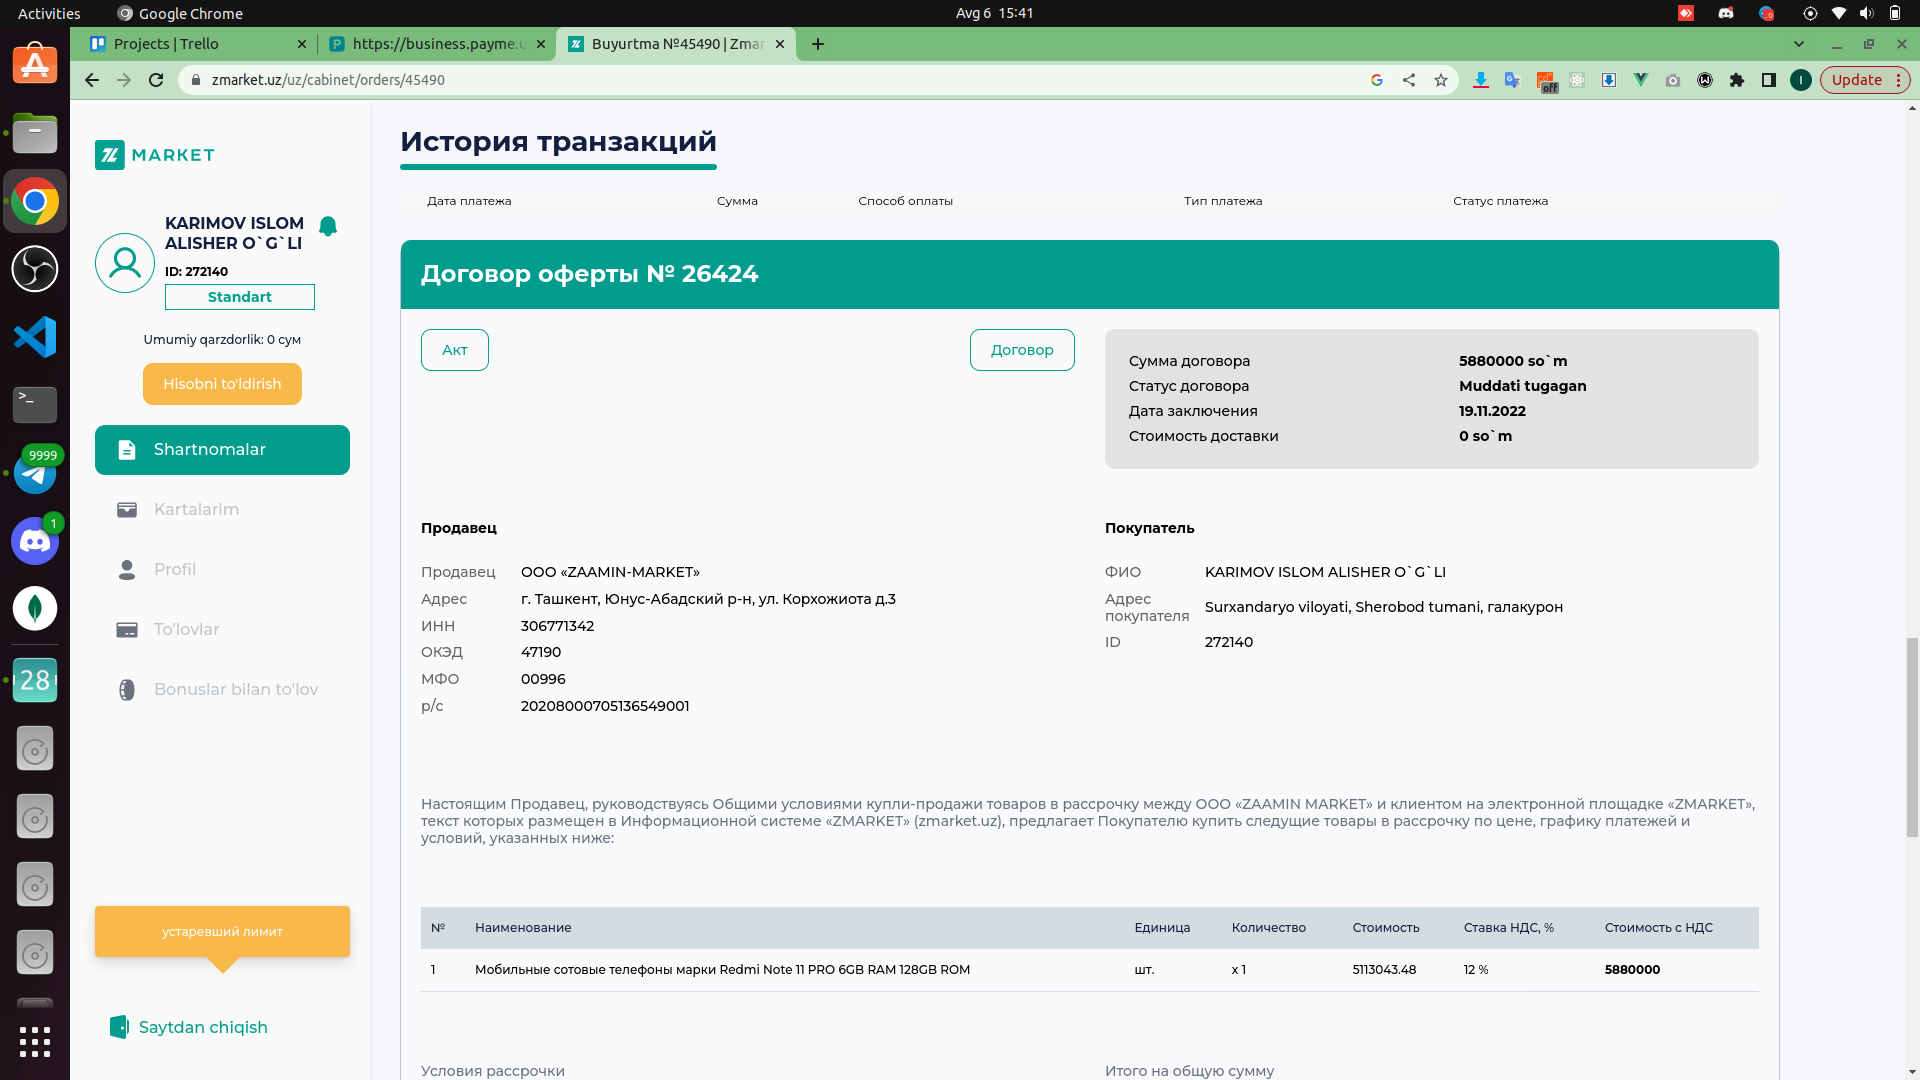 Activities
Google Chrome
Avg 6 15:41
Projects | Trello
https://business.payme.u
Buyurtma №45490 | Zmar
zmarket.uz/uz/cabinet/orders/45490
off
I
Update
MARKET
KARIMOV ISLOM
ALISHER O`G`LI
ID: 272140
Standart
Umumiy qarzdorlik: 0 сум
Hisobni to'ldirish
Shartnomalar
Kartalarim
Profil
To'lovlar
Bonuslar bilan to'lov
устаревший лимит
Saytdan chiqish
9999
1
28
История транзакций
Дата платежа Сумма Способ оплаты Тип платежа Статус платежа
Договор оферты № 26424
Акт
Договор
Сумма договора 5880000 so`m
Статус договора Muddati tugagan
Дата заключения 19.11.2022
Стоимость доставки 0 so`m
Продавец
Продавец ООО «ZAAMIN-MARKET»
Адрес г. Ташкент, Юнус-Абадский р-н, ул. Корхожиота д.3
ИНН 306771342
ОКЭД 47190
МФО 00996
р/с 20208000705136549001
Покупатель
ФИО KARIMOV ISLOM ALISHER O`G`LI
Адрес
покупателя Surxandaryo viloyati, Sherobod tumani, галакурон
ID 272140
Настоящим Продавец, руководствуясь Общими условиями купли-продажи товаров в рассрочку между ООО «ZAAMIN MARKET» и клиентом на электронной площадке «ZMARKET»,
текст которых размещен в Информационной системе «ZMARKET» (zmarket.uz), предлагает Покупателю купить следущие товары в рассрочку по цене, графику платежей и
условий, указанных ниже:
№ Наименование Единица Количество Стоимость Ставка НДС, % Стоимость с НДС
1 Мобильные сотовые телефоны марки Redmi Note 11 PRO 6GB RAM 128GB ROM шт. x 1 5113043.48 12 % 5880000
Условия рассрочки
Итого на общую сумму